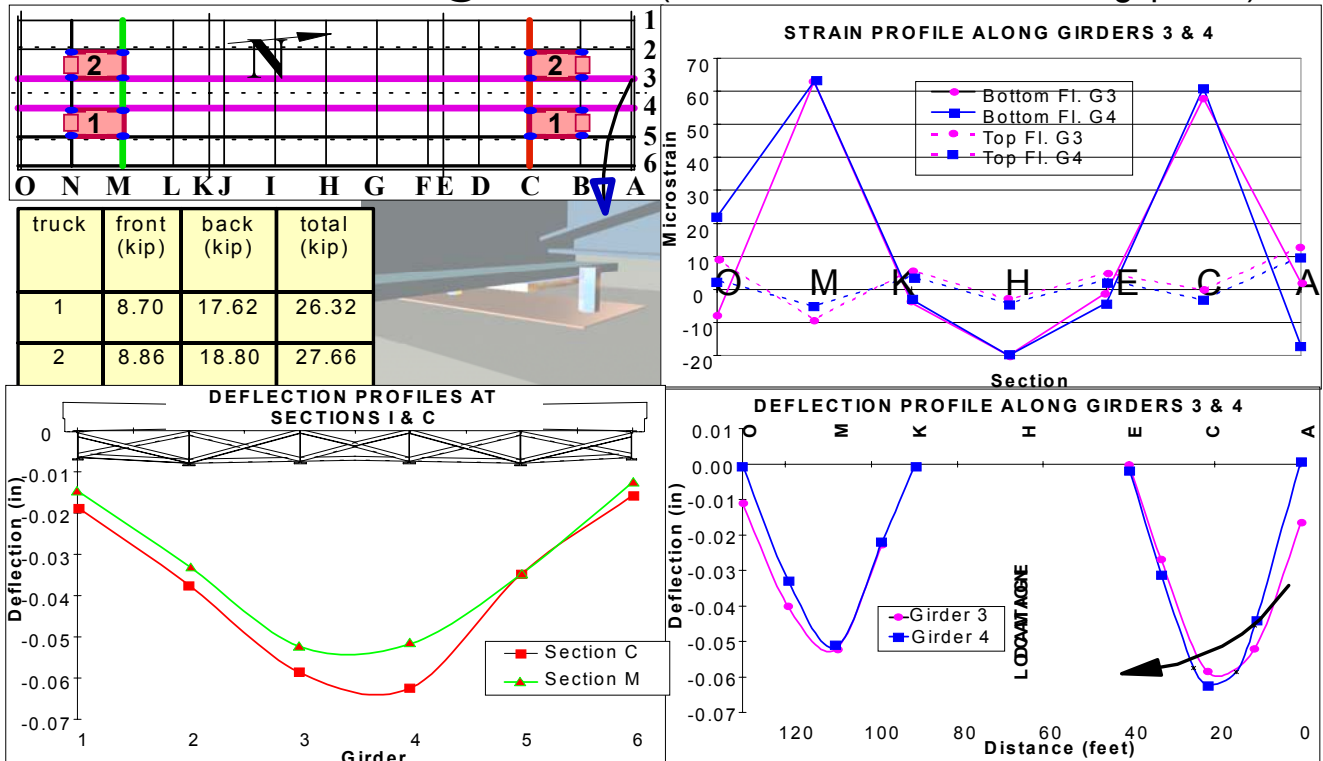 1
2
3
4
5
6
N
2
2
1
1
O N M L K J I H G F E D C B A
truck front (kip) back (kip) total (kip)
1 8.70 17.62 26.32
2 8.86 18.80 27.66
STRAIN PROFILE ALONG GIRDERS 3 & 4
70
60
50
40
30
20
10
0
-10
-20
Microstrain
Bottom Fl. G3
Bottom Fl. G4
Top Fl. G3
Top Fl. G4
O M K H E C A
Section
DEFLECTION PROFILES AT
SECTIONS I & C
0
-0.01
-0.02
-0.03
-0.04
-0.05
-0.06
-0.07
Deflection (in)
Section C
Section M
1 2 3 4 5 6
Girder
DEFLECTION PROFILE ALONG GIRDERS 3 & 4
O M K H E C A
0.01
0.00
-0.01
-0.02
-0.03
-0.04
-0.05
-0.06
-0.07
Deflection (in)
Girder 3
Girder 4
120 100 80 60 40 20 0
Distance (feet)